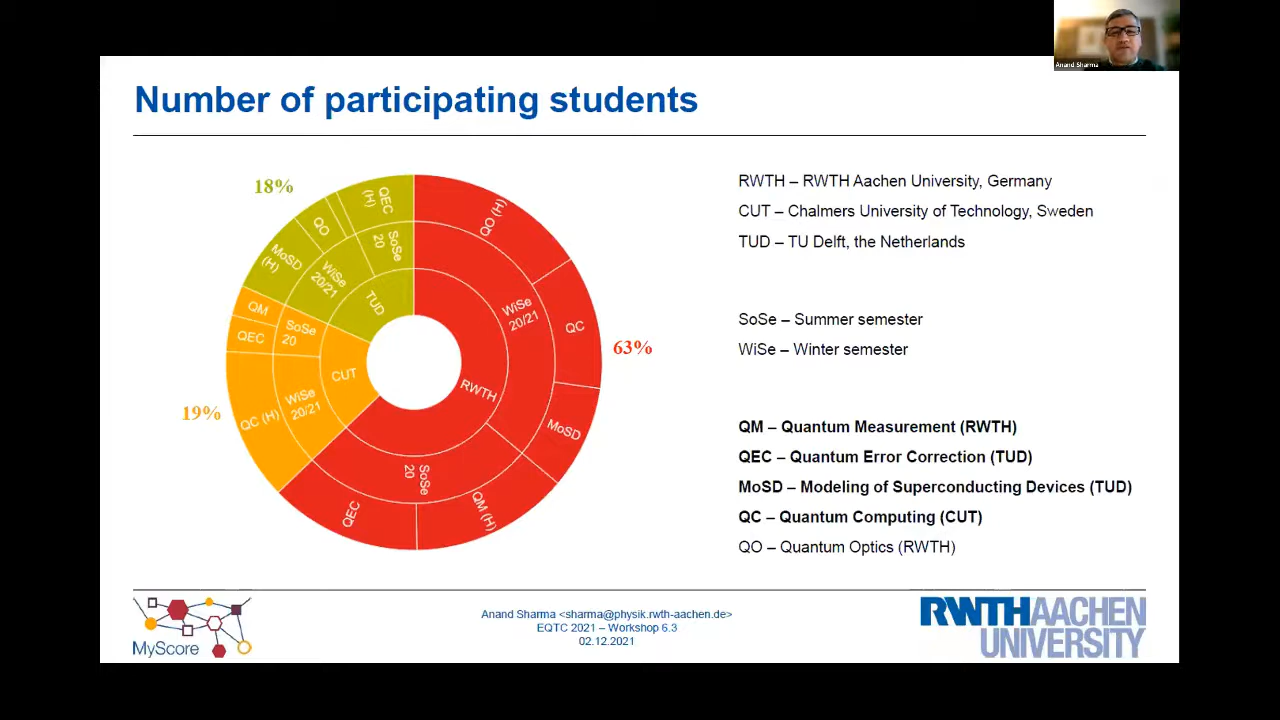 Anand Sharma
Number of participating students
18%
63%
19%
QO (H)
QC
MoSD
QM (H)
QEC
WiSe
20/21
SoSe
20
RWTH
QC (H)
QEC
QM
WiSe
20/21
SoSe
20
CUT
MoSD
(H)
QO
QEC
(H)
WiSe
20/21
SoSe
20
TUD
RWTH – RWTH Aachen University, Germany
CUT – Chalmers University of Technology, Sweden
TUD – TU Delft, the Netherlands
SoSe – Summer semester
WiSe – Winter semester
QM – Quantum Measurement (RWTH)
QEC – Quantum Error Correction (TUD)
MoSD – Modeling of Superconducting Devices (TUD)
QC – Quantum Computing (CUT)
QO – Quantum Optics (RWTH)
MyScore
Anand Sharma <sharma@physik.rwth-aachen.de>
EQTC 2021 – Workshop 6.3
02.12.2021
RWTH AACHEN
UNIVERSITY